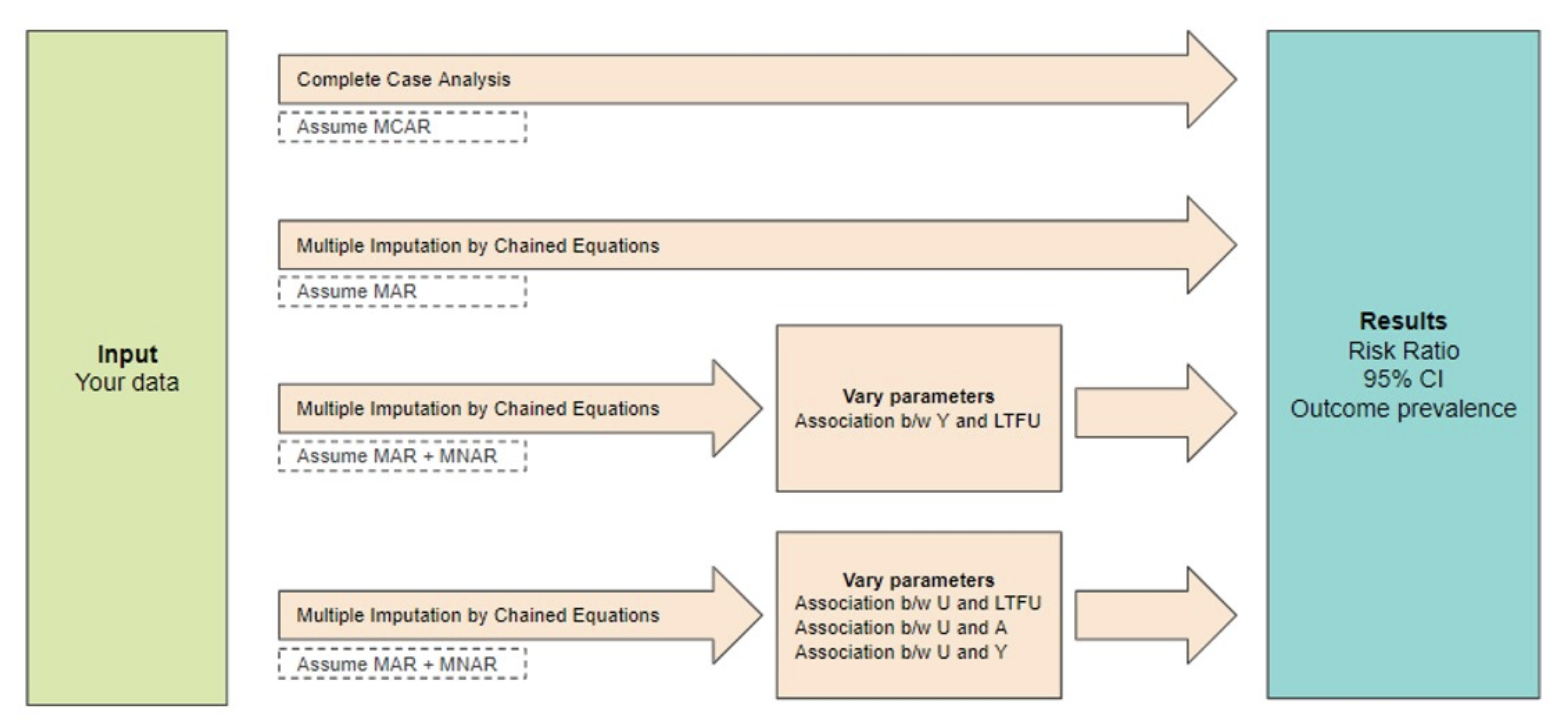 Input
Your data
Complete Case Analysis
Assume MCAR
Multiple Imputation by Chained Equations
Assume MAR
Multiple Imputation by Chained Equations
Assume MAR + MNAR
Vary parameters
Association b/w Y and LTFU
Multiple Imputation by Chained Equations
Assume MAR + MNAR
Vary parameters
Association b/w U and LTFU
Association b/w U and A
Association b/w U and Y
Results
Risk Ratio
95% CI
Outcome prevalence